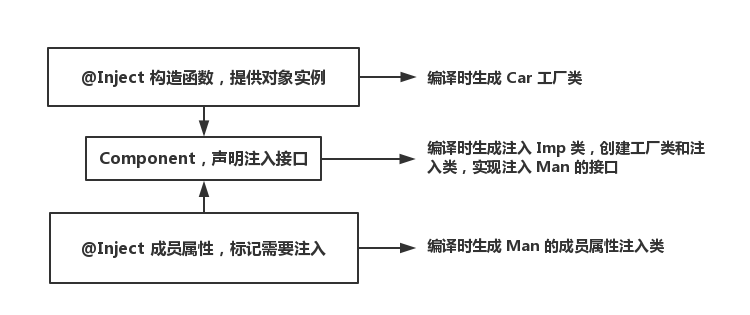 @Inject 构造函数，提供对象实例
编译时生成 Car 工厂类
Component，声明注入接口
编译时生成注入 Imp 类，创建工厂类和注
入类，实现注入 Man 的接口
@Inject 成员属性，标记需要注入
编译时生成 Man 的成员属性注入类